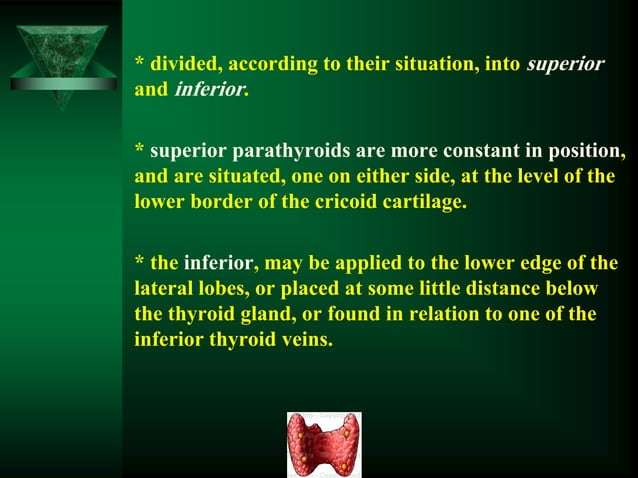 * divided, according to their situation, into superior
and inferior.
* superior parathyroids are more constant in position,
and are situated, one on either side, at the level of the
lower border of the cricoid cartilage.
* the inferior, may be applied to the lower edge of the
lateral lobes, or placed at some little distance below
the thyroid gland, or found in relation to one of the
inferior thyroid veins.